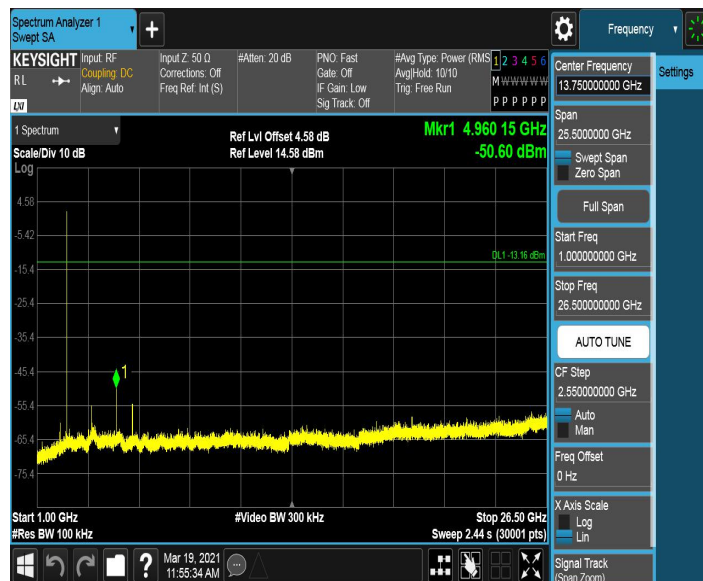 Spectrum Analyzer 1
Swept SA
+
Frequency
KEYSIGHT
RL
LXI
Input: RF
Coupling: DC
Align: Auto
Input Z: 50 Ω
Corrections: Off
Freq Ref: Int (S)
#Atten: 20 dB
PNO: Fast
Gate: Off
IF Gain: Low
Sig Track: Off
#Avg Type: Power (RMS
Avg|Hold: 10/10
Trig: Free Run
1 2 3 4 5 6
M W W W W W
P P P P P P
1 Spectrum
Scale/Div 10 dB
Log
Ref Lvl Offset 4.58 dB
Ref Level 14.58 dBm
Mkr1 4.960 15 GHz
-50.60 dBm
4.58
-5.42
DL1 -13.16 dBm
-15.4
-25.4
-35.4
-45.4
1
-55.4
-65.4
-75.4
Start 1.00 GHz
#Res BW 100 kHz
#Video BW 300 kHz
Stop 26.50 GHz
Sweep 2.44 s (30001 pts)
Center Frequency
13.750000000 GHz
Settings
Span
25.5000000 GHz
Swept Span
Zero Span
Full Span
Start Freq
1.000000000 GHz
Stop Freq
26.500000000 GHz
AUTO TUNE
CF Step
2.550000000 GHz
Auto
Man
Freq Offset
0 Hz
X Axis Scale
Log
Lin
Signal Track
(Span Zoom)
?
Mar 19, 2021
11:55:34 AM